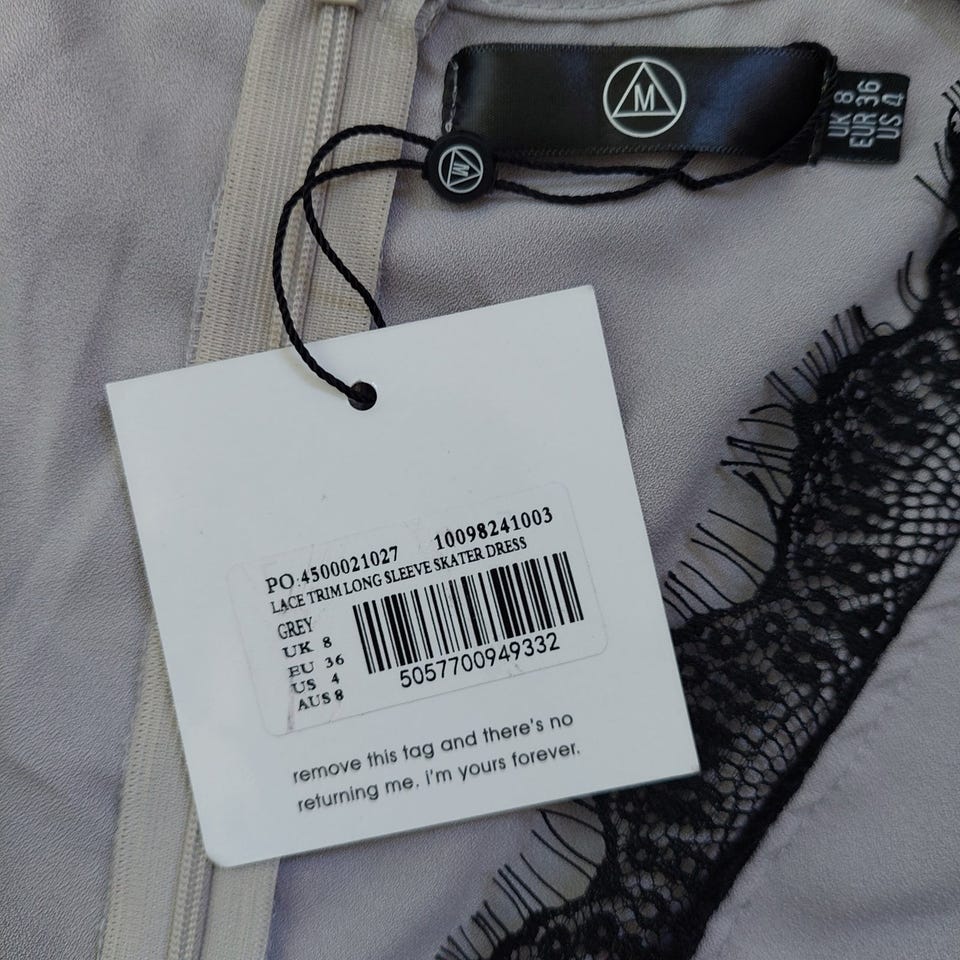 M
UK 8
EUR 36
US 4
M
PO:4500021027 10098241003
LACE TRIM LONG SLEEVE SKATER DRESS
GREY
UK 8
EU 36
US 4
AUS 8
5057700949332
remove this tag and there's no
returning me, i'm yours forever.